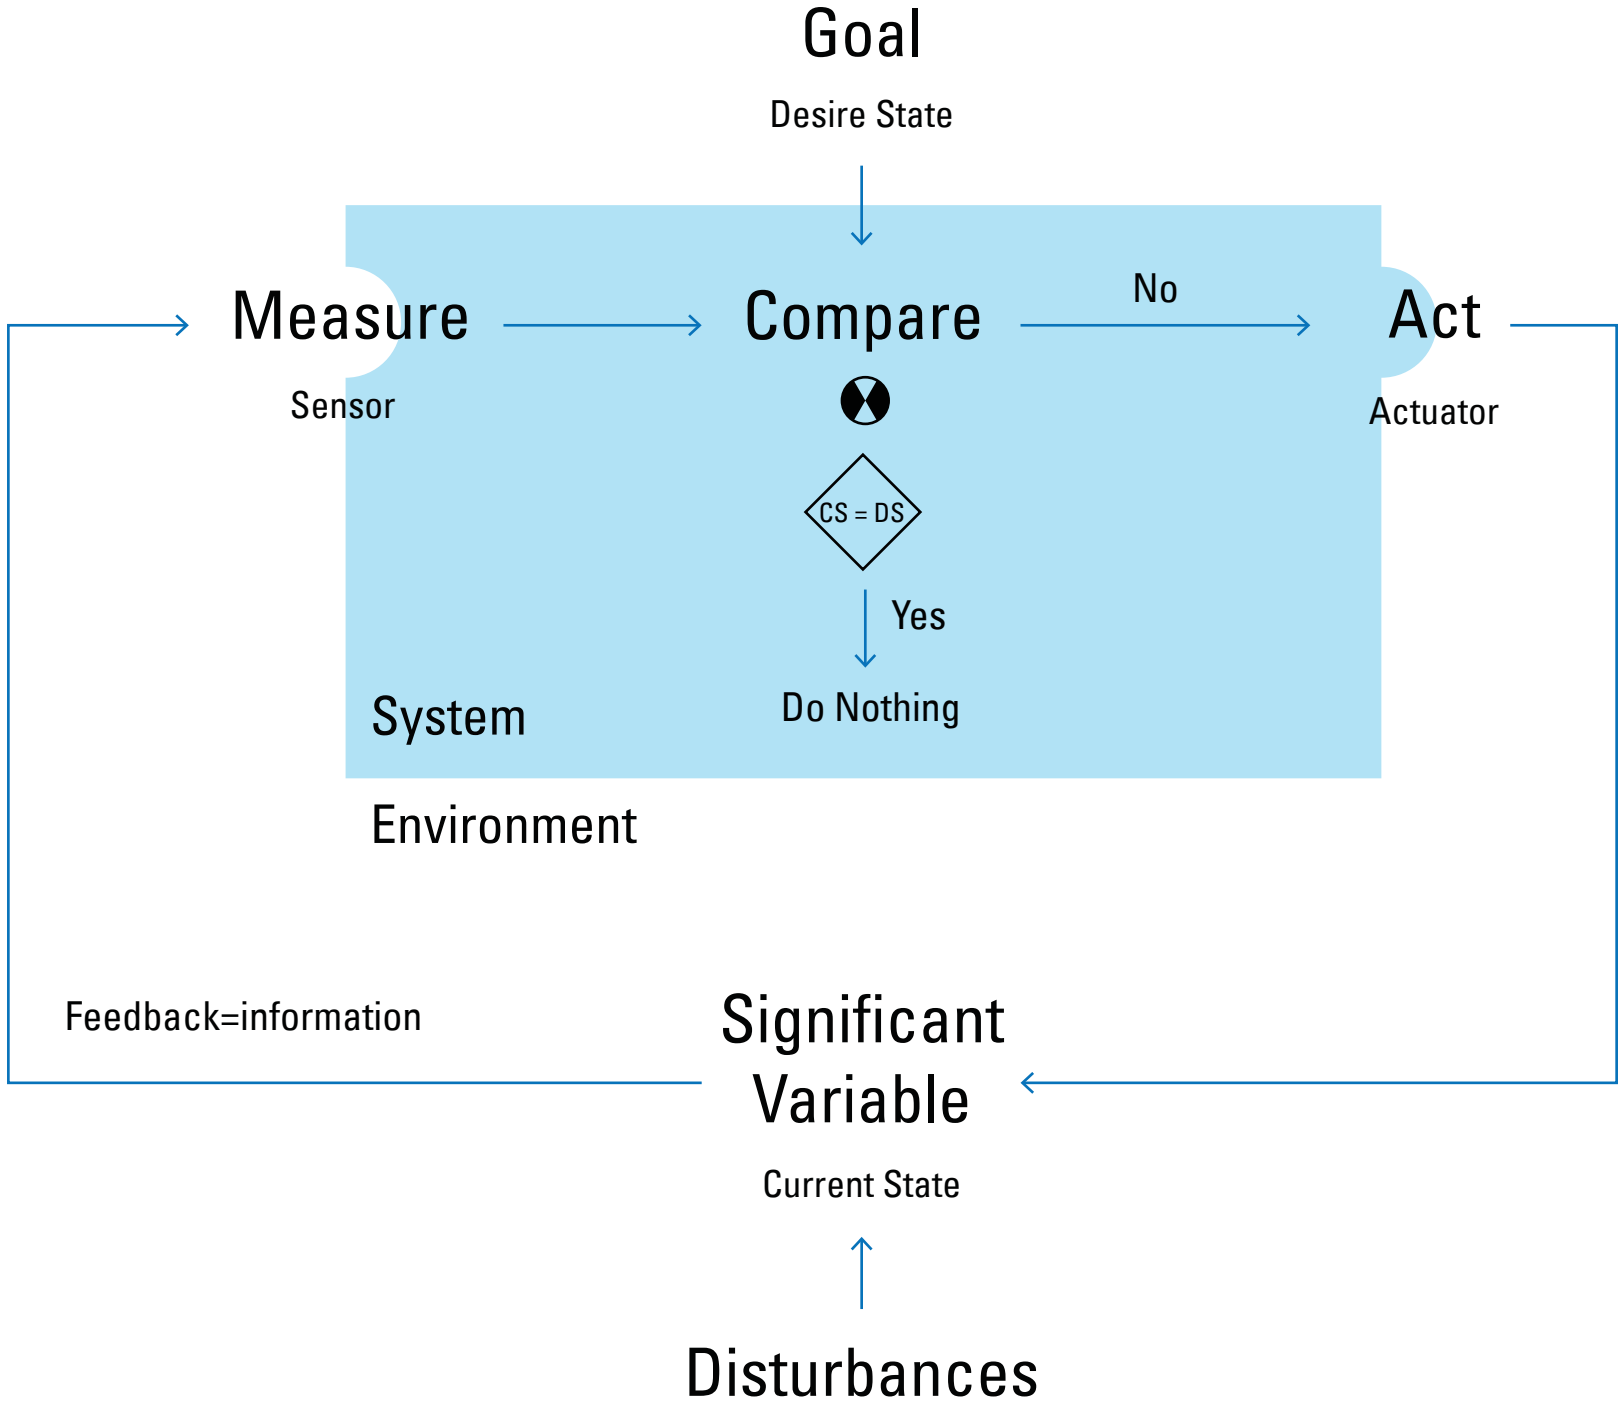 Goal
Desire State
Measure
Sensor
Compare
CS = DS
No
Act
Actuator
Yes
Do Nothing
System
Environment
Feedback=information
Significant
Variable
Current State
Disturbances